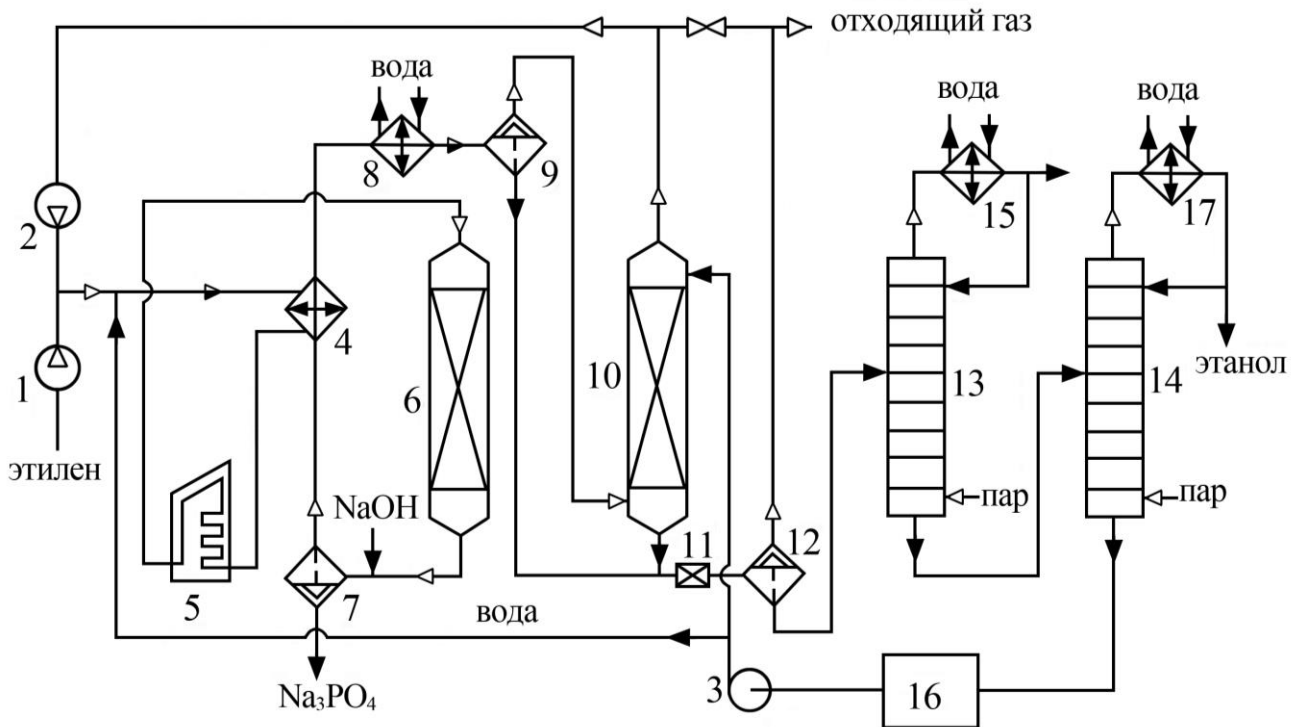 отходящий газ
вода
вода
вода
8
9
15
17
2
4
1
6
10
13
14
этанол
этилен
NaOH
11
12
пар
пар
5
7
вода
3
16
Na₃PO₄